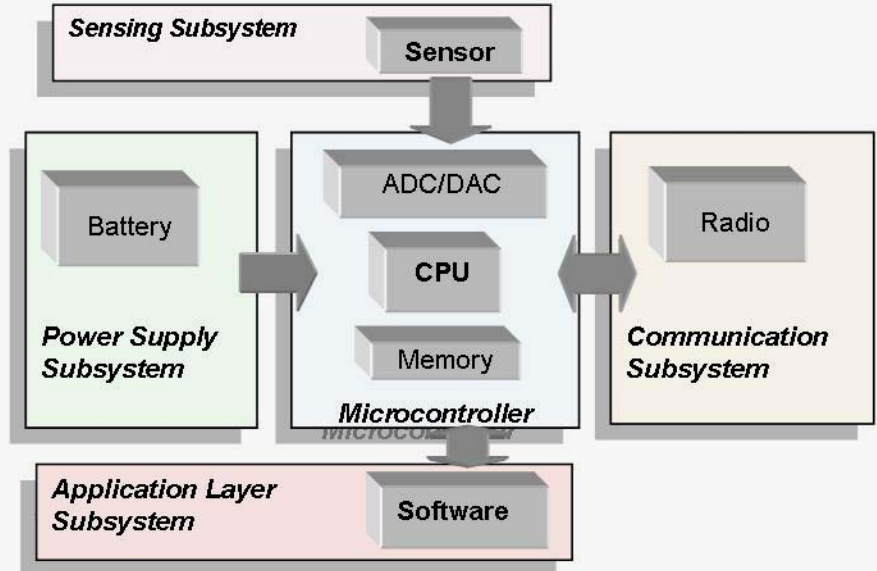 Sensing Subsystem
Sensor
ADC/DAC
Battery
Radio
CPU
Power Supply
Subsystem
Memory
Communication
Subsystem
Microcontroller
Application Layer
Subsystem
Software